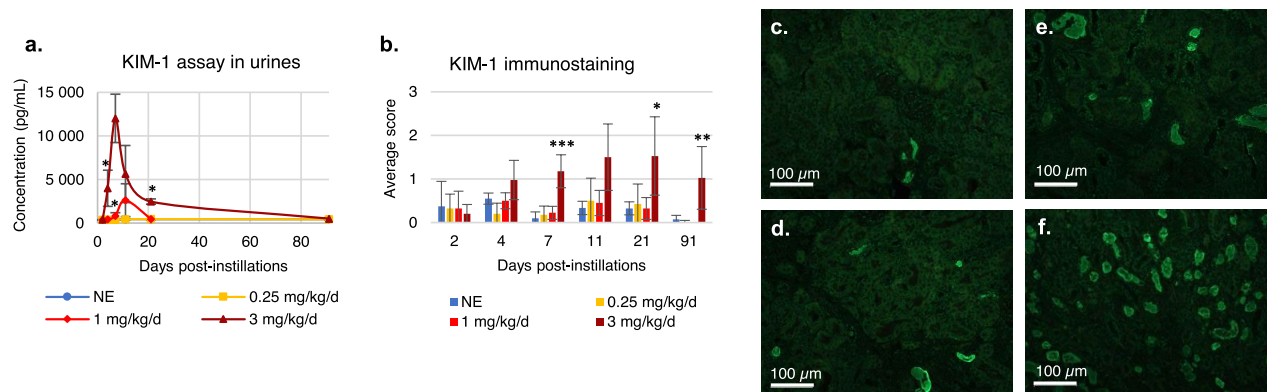 a.
KIM-1 assay in urines
Concentration (pg/mL)
15 000
10 000
5 000
0
*
*
*
0 20 40 60 80
Days post-instillations
NE 0.25 mg/kg/d
1 mg/kg/d 3 mg/kg/d
b.
KIM-1 immunostaining
Average score
3
2
1
0
***
*
**
2 4 7 11 21 91
Days post-instillations
NE 0.25 mg/kg/d
1 mg/kg/d 3 mg/kg/d
c.
100 µm
d.
100 µm
e.
100 µm
f.
100 µm